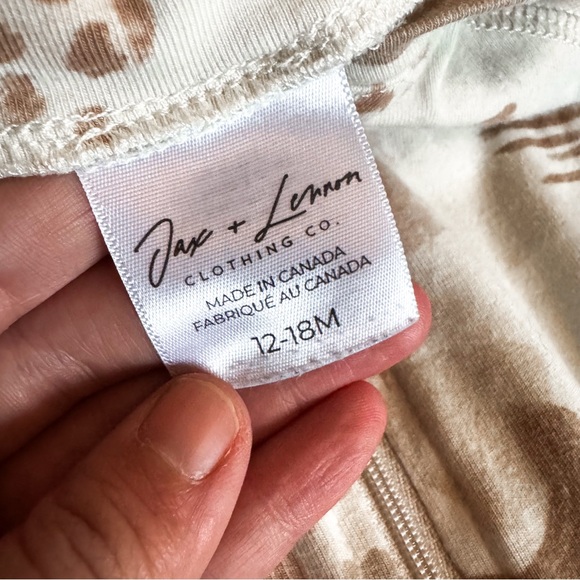 Jax + Lennon
CLOTHING CO.
MADE IN CANADA
FABRIQUÉ AU CANADA
12-18M